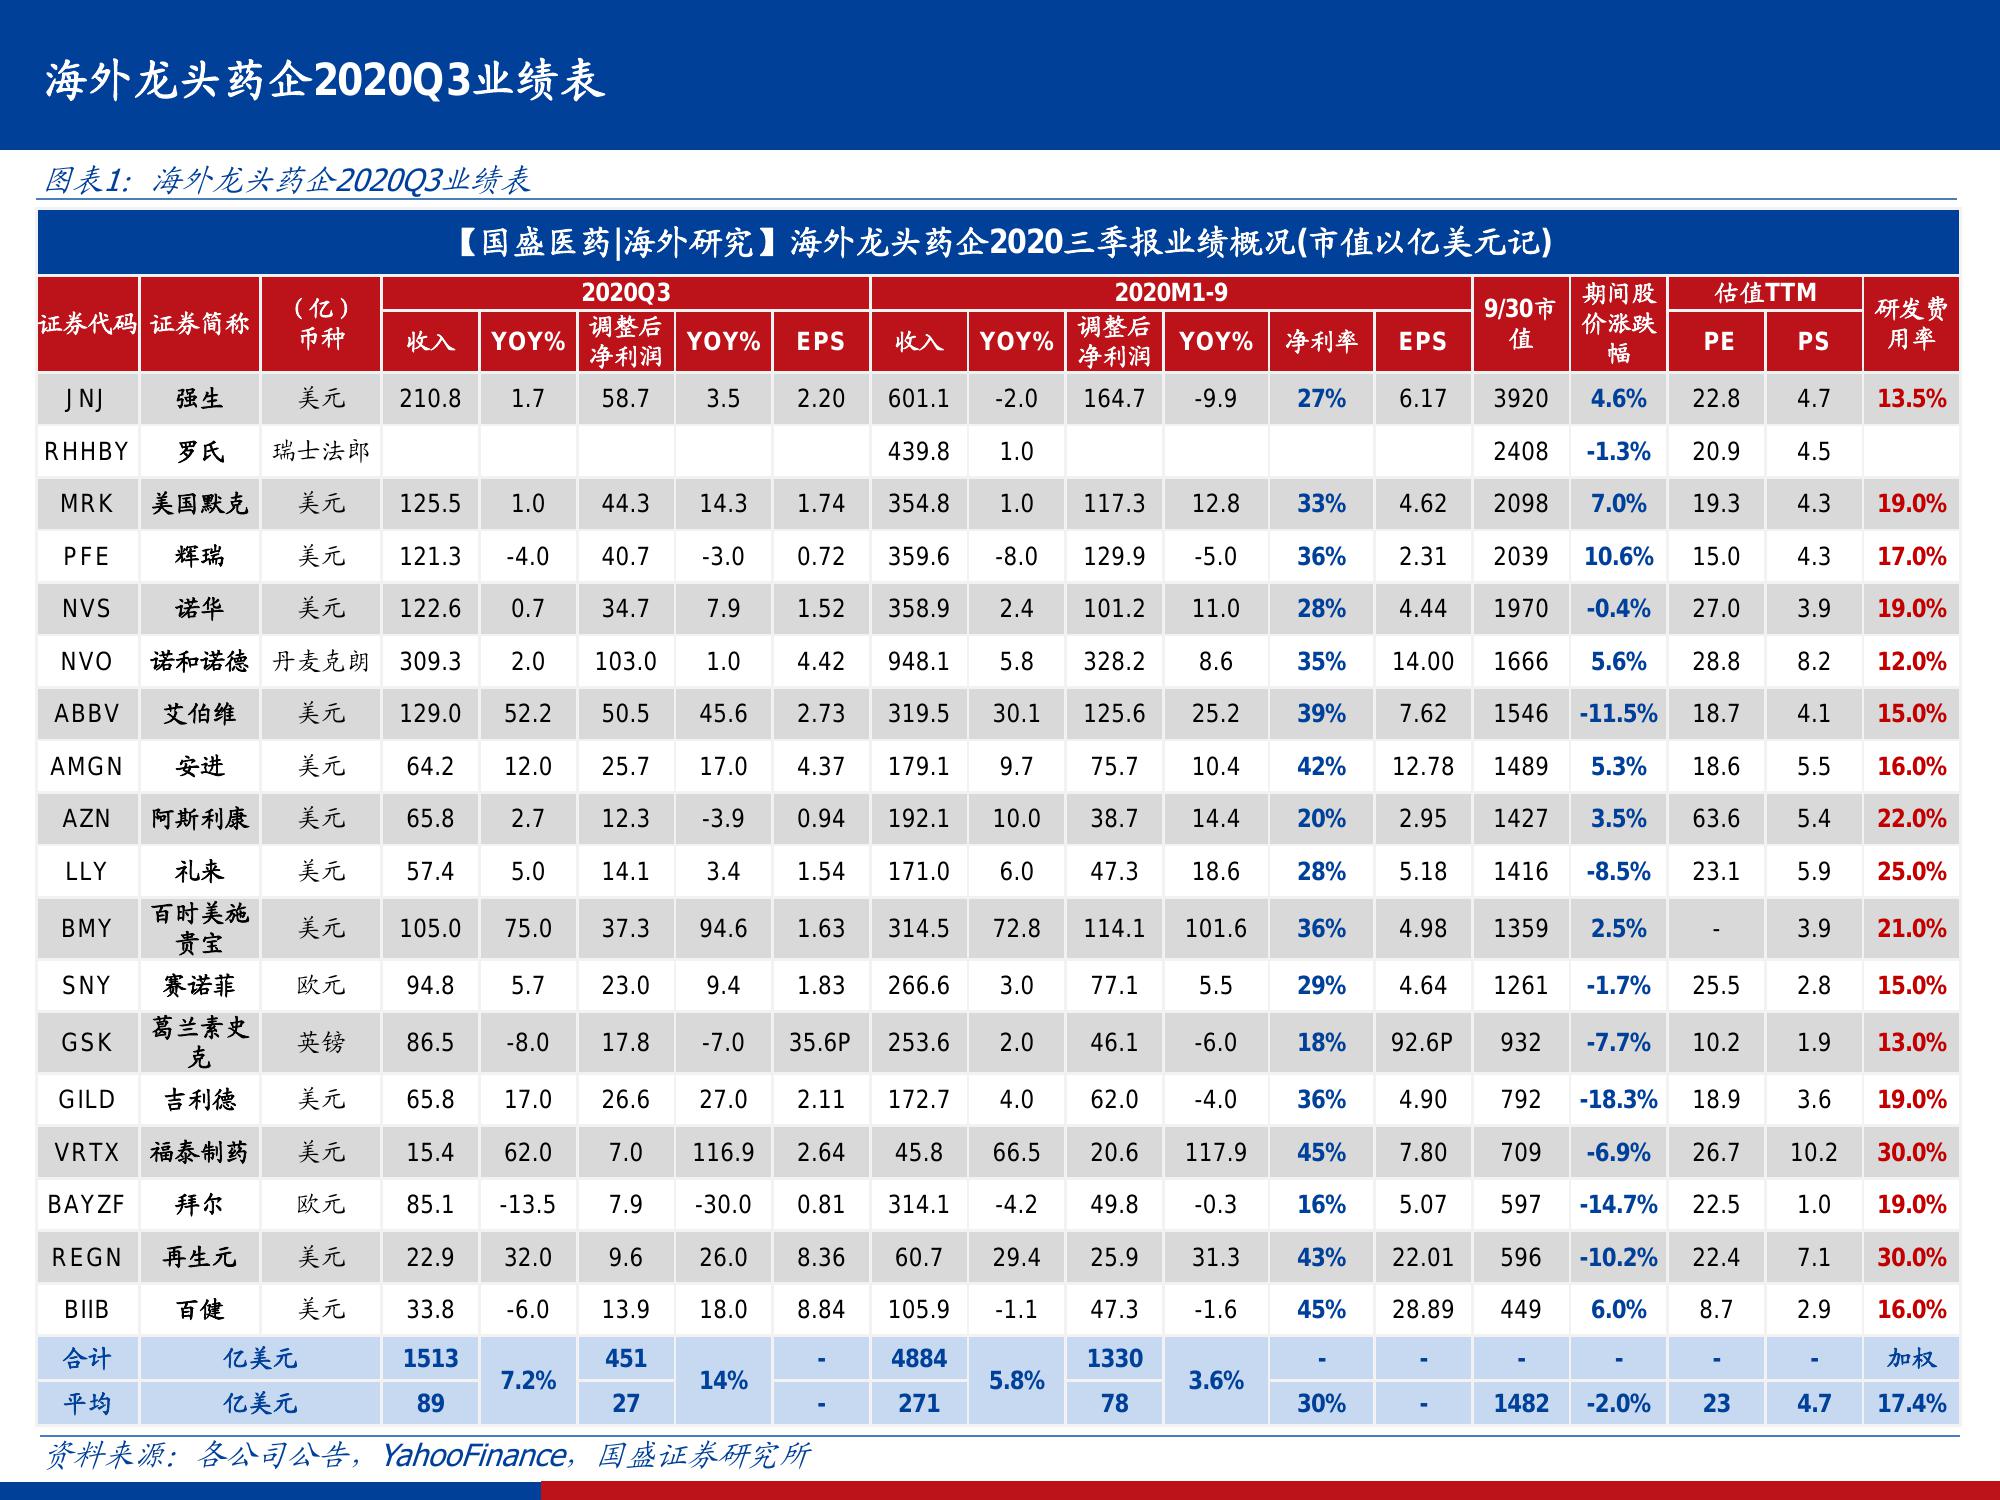 海外龙头药企2020Q3业绩表
图表1：海外龙头药企2020Q3业绩表
【国盛医药|海外研究】海外龙头药企2020三季报业绩概况(市值以亿美元记)
证券代码 证券简称 （亿）币种 2020Q3 2020M1-9 9/30市值 期间股价涨跌幅 估值TTM 研发费用率
收入 YOY% 调整后净利润 YOY% EPS 收入 YOY% 调整后净利润 YOY% 净利率 EPS PE PS
JNJ 强生 美元 210.8 1.7 58.7 3.5 2.20 601.1 -2.0 164.7 -9.9 27% 6.17 3920 4.6% 22.8 4.7 13.5%
RHHBY 罗氏 瑞士法郎 439.8 1.0 2408 -1.3% 20.9 4.5
MRK 美国默克 美元 125.5 1.0 44.3 14.3 1.74 354.8 1.0 117.3 12.8 33% 4.62 2098 7.0% 19.3 4.3 19.0%
PFE 辉瑞 美元 121.3 -4.0 40.7 -3.0 0.72 359.6 -8.0 129.9 -5.0 36% 2.31 2039 10.6% 15.0 4.3 17.0%
NVS 诺华 美元 122.6 0.7 34.7 7.9 1.52 358.9 2.4 101.2 11.0 28% 4.44 1970 -0.4% 27.0 3.9 19.0%
NVO 诺和诺德 丹麦克朗 309.3 2.0 103.0 1.0 4.42 948.1 5.8 328.2 8.6 35% 14.00 1666 5.6% 28.8 8.2 12.0%
ABBV 艾伯维 美元 129.0 52.2 50.5 45.6 2.73 319.5 30.1 125.6 25.2 39% 7.62 1546 -11.5% 18.7 4.1 15.0%
AMGN 安进 美元 64.2 12.0 25.7 17.0 4.37 179.1 9.7 75.7 10.4 42% 12.78 1489 5.3% 18.6 5.5 16.0%
AZN 阿斯利康 美元 65.8 2.7 12.3 -3.9 0.94 192.1 10.0 38.7 14.4 20% 2.95 1427 3.5% 63.6 5.4 22.0%
LLY 礼来 美元 57.4 5.0 14.1 3.4 1.54 171.0 6.0 47.3 18.6 28% 5.18 1416 -8.5% 23.1 5.9 25.0%
BMY 百时美施贵宝 美元 105.0 75.0 37.3 94.6 1.63 314.5 72.8 114.1 101.6 36% 4.98 1359 2.5% - 3.9 21.0%
SNY 赛诺菲 欧元 94.8 5.7 23.0 9.4 1.83 266.6 3.0 77.1 5.5 29% 4.64 1261 -1.7% 25.5 2.8 15.0%
GSK 葛兰素史克 英镑 86.5 -8.0 17.8 -7.0 35.6P 253.6 2.0 46.1 -6.0 18% 92.6P 932 -7.7% 10.2 1.9 13.0%
GILD 吉利德 美元 65.8 17.0 26.6 27.0 2.11 172.7 4.0 62.0 -4.0 36% 4.90 792 -18.3% 18.9 3.6 19.0%
VRTX 福泰制药 美元 15.4 62.0 7.0 116.9 2.64 45.8 66.5 20.6 117.9 45% 7.80 709 -6.9% 26.7 10.2 30.0%
BAYZF 拜尔 欧元 85.1 -13.5 7.9 -30.0 0.81 314.1 -4.2 49.8 -0.3 16% 5.07 597 -14.7% 22.5 1.0 19.0%
REGN 再生元 美元 22.9 32.0 9.6 26.0 8.36 60.7 29.4 25.9 31.3 43% 22.01 596 -10.2% 22.4 7.1 30.0%
BIIB 百健 美元 33.8 -6.0 13.9 18.0 8.84 105.9 -1.1 47.3 -1.6 45% 28.89 449 6.0% 8.7 2.9 16.0%
合计 亿美元 1513 7.2% 451 14% - 4884 5.8% 1330 3.6% - - - - - - 加权
平均 亿美元 89 27 - 271 78 30% - 1482 -2.0% 23 4.7 17.4%
资料来源：各公司公告，YahooFinance，国盛证券研究所